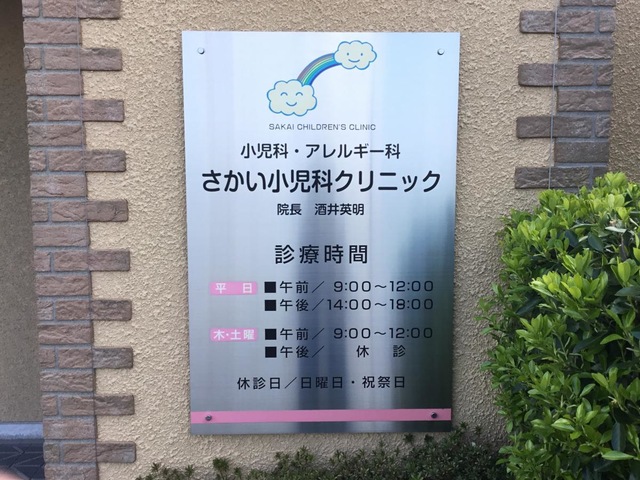 SAKAI CHILDREN'S CLINIC
小児科・アレルギー科
さかい小児科クリニック
院長 酒井英明
診療時間
平日 ■午前／ 9:00〜12:00
■午後／14:00〜18:00
木・土曜 ■午前／ 9:00〜12:00
■午後／ 休診
休診日／日曜日・祝祭日